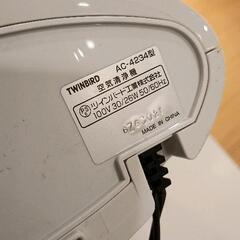 TWINBIRD AC-4234型
空気清浄機
ツインバード工業株式会社
100V 30/26W 50/60Hz
MADE IN CHINA